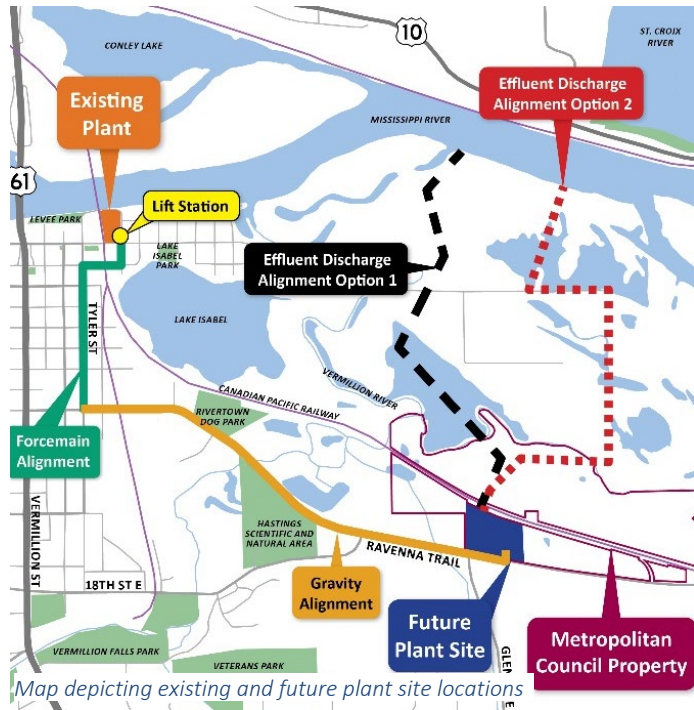 CONLEY LAKE
10
ST. CROIX
RIVER
Existing
Plant
Effluent Discharge
Alignment Option 2
MISSISSIPPI RIVER
61
Lift Station
LEVEE PARK
LAKE
ISABEL
PARK
Effluent Discharge
Alignment Option 1
TYLER ST
LAKE ISABEL
VERMILLION RIVER
CANADIAN PACIFIC RAILWAY
RIVERTOWN
DOG PARK
Forcemain
Alignment
VERMILLION ST
HASTINGS
SCIENTIFIC
AND
NATURAL AREA
RAVENNA TRAIL
18TH ST E
Gravity
Alignment
Future
Plant Site
GLEN
E
Metropolitan
Council Property
VERMILLION FALLS PARK
VETERANS PARK
Map depicting existing and future plant site locations